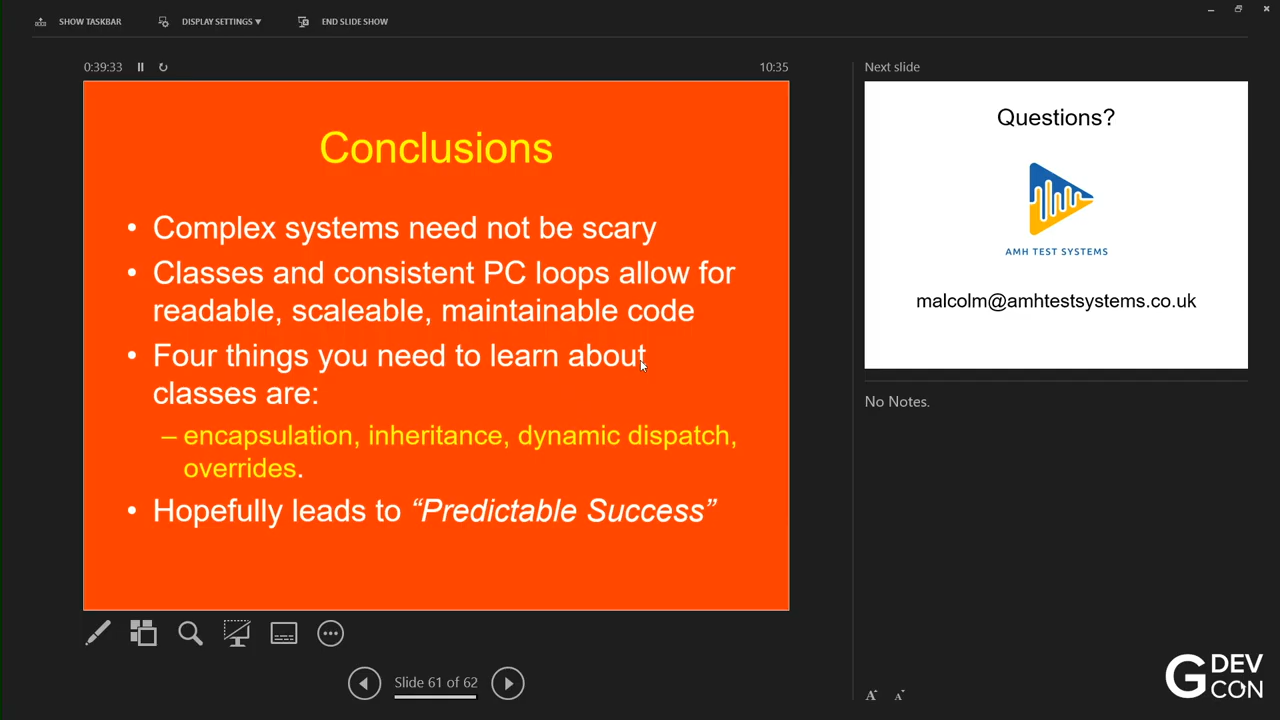 SHOW TASKBAR
DISPLAY SETTINGS ▼
END SLIDE SHOW
0:39:33
10:35
Conclusions
• Complex systems need not be scary
• Classes and consistent PC loops allow for
readable, scaleable, maintainable code
• Four things you need to learn about
classes are:
– encapsulation, inheritance, dynamic dispatch,
overrides.
• Hopefully leads to “Predictable Success”
Slide 61 of 62
Next slide
Questions?
AMH TEST SYSTEMS
malcolm@amhtestsystems.co.uk
No Notes.
A A
G DEV
CON